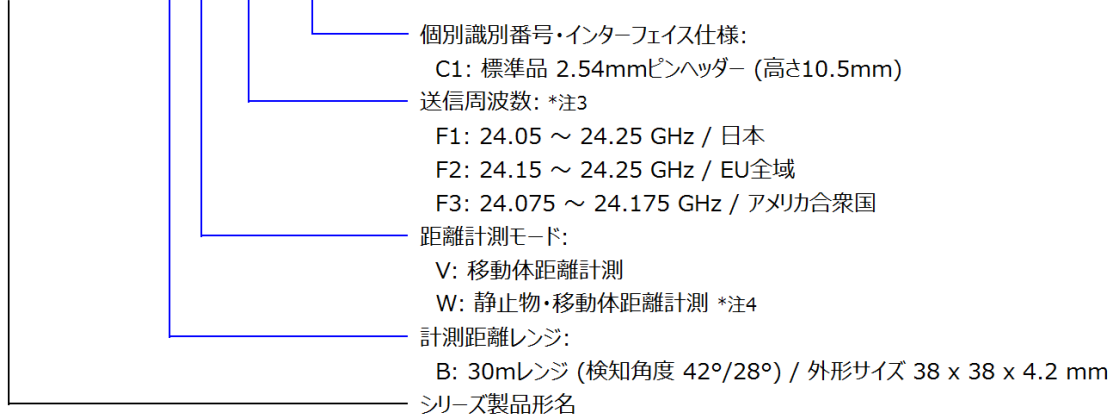 個別識別番号・インターフェイス仕様:
C1: 標準品 2.54mmピンヘッダー (高さ10.5mm)
送信周波数: *注3
F1: 24.05 ～ 24.25 GHz / 日本
F2: 24.15 ～ 24.25 GHz / EU全域
F3: 24.075 ～ 24.175 GHz / アメリカ合衆国
距離計測モード:
V: 移動体距離計測
W: 静止物・移動体距離計測 *注4
計測距離レンジ:
B: 30mレンジ (検知角度 42°/28°) / 外形サイズ 38 x 38 x 4.2 mm
シリーズ製品形名